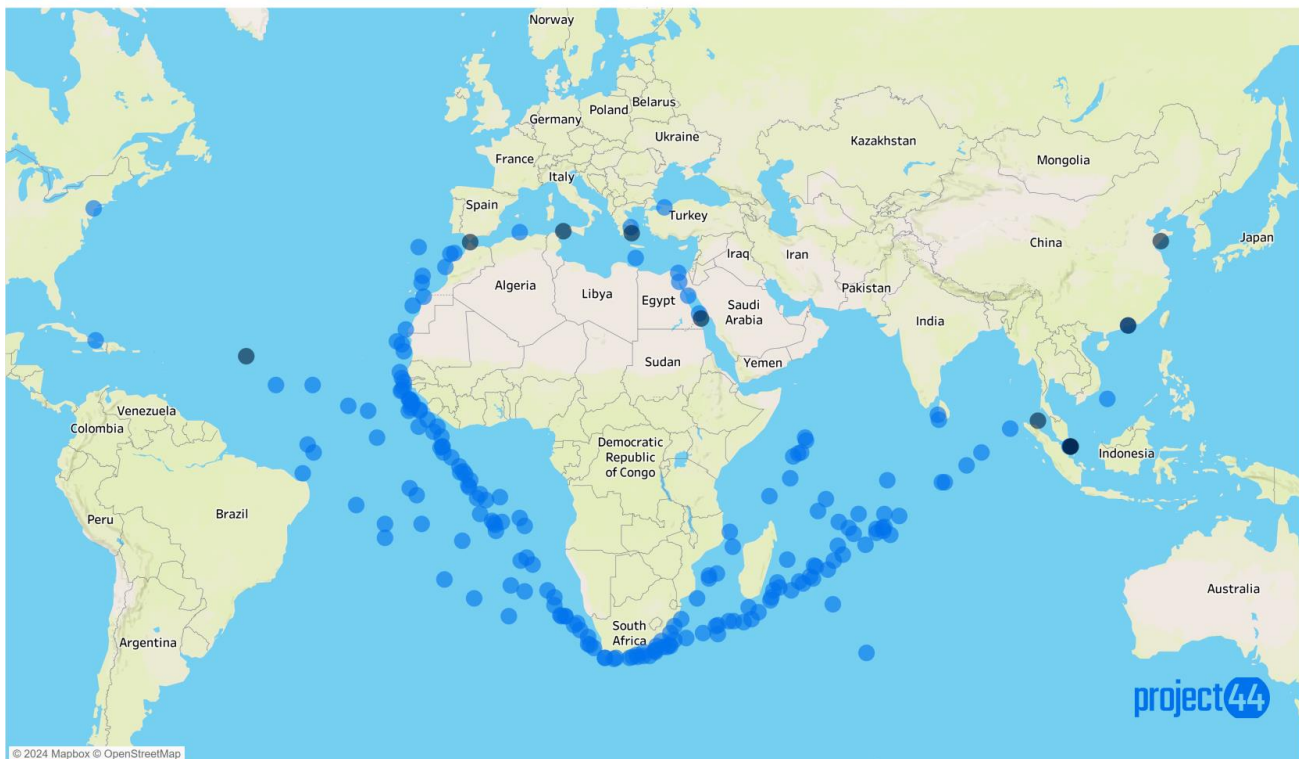 Norway
Belarus
Poland
Germany
Ukraine
Kazakhstan
France
Mongolia
Italy
Spain
Turkey
Japan
China
Iraq
Iran
Algeria
Pakistan
Libya
Egypt
Saudi
Arabia
India
Sudan
Yemen
Venezuela
Colombia
Democratic
Republic
of Congo
Indonesia
Brazil
Peru
Australia
South
Africa
Argentina
project44
© 2024 Mapbox © OpenStreetMap